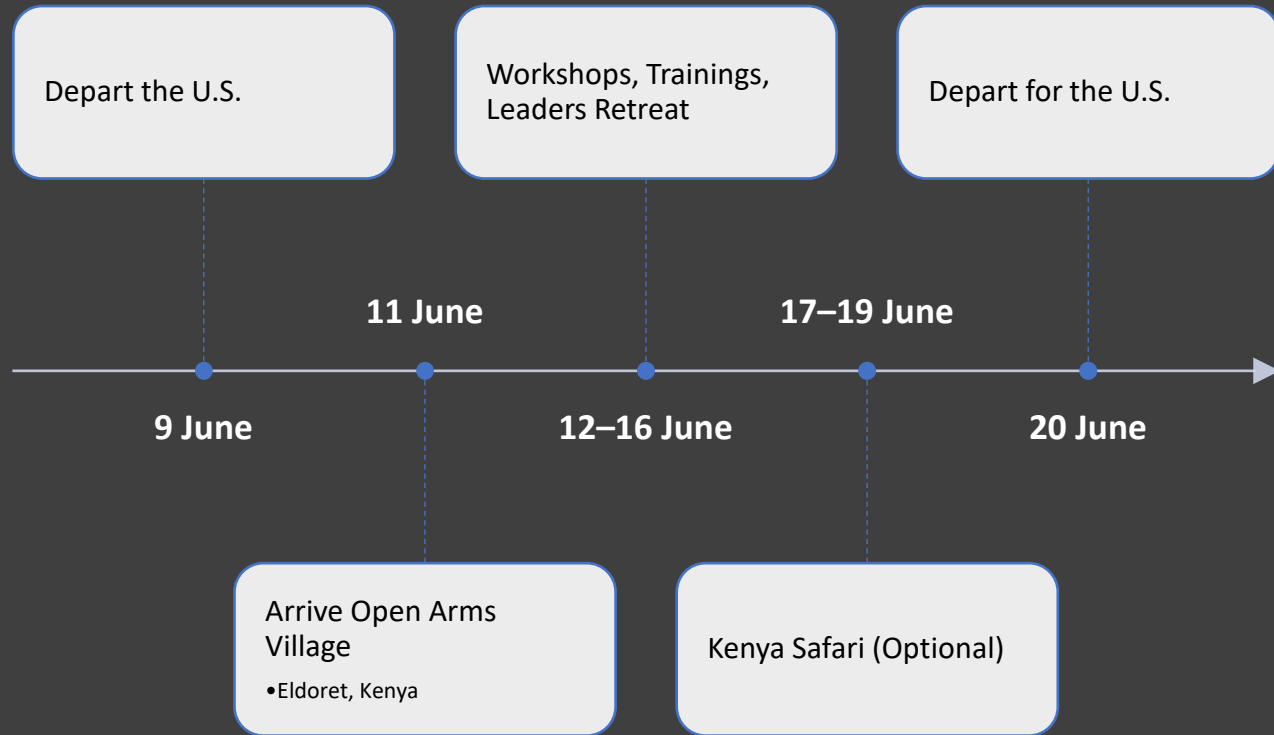 Depart the U.S.
Workshops, Trainings,
Leaders Retreat
Depart for the U.S.
11 June
17–19 June
9 June
12–16 June
20 June
Arrive Open Arms
Village
•Eldoret, Kenya
Kenya Safari (Optional)